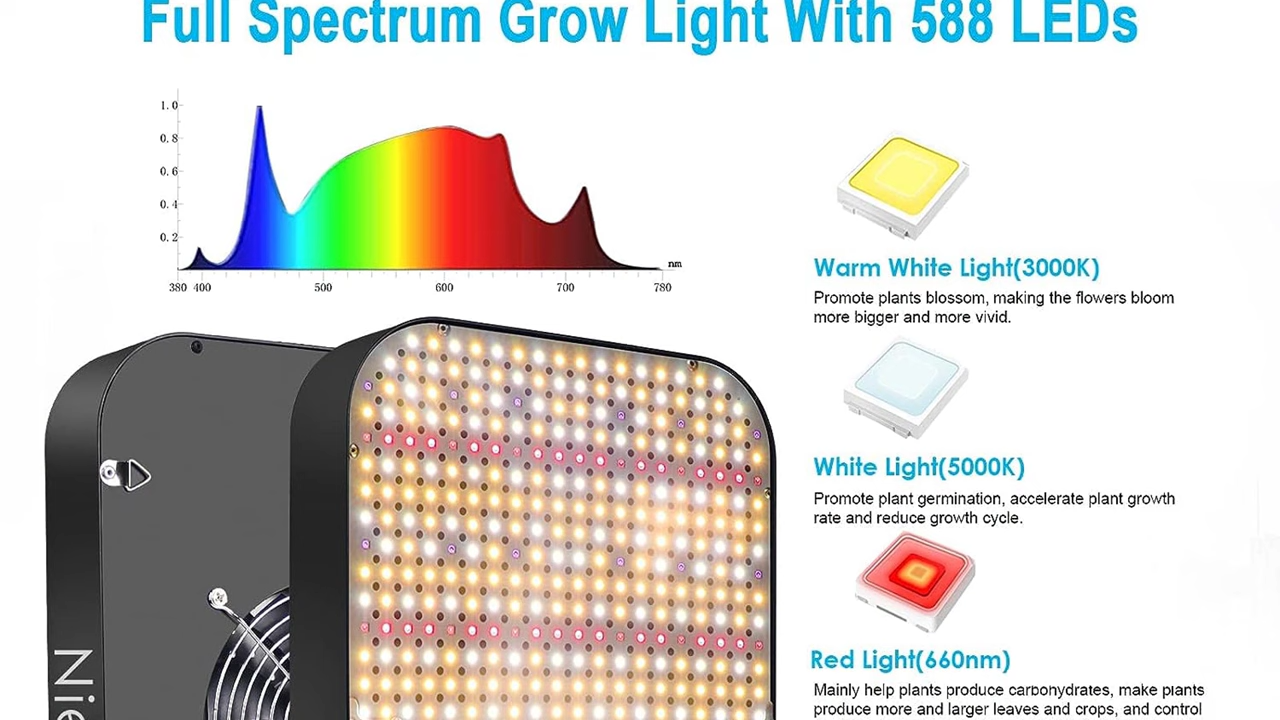 Full Spectrum Grow Light With 588 LEDs
1.0
0.8
0.6
0.4
0.2
nm
380 400 500 600 700 780
Warm White Light(3000K)
Promote plants blossom, making the flowers bloom
more bigger and more vivid.
White Light(5000K)
Promote plant germination, accelerate plant growth
rate and reduce growth cycle.
Red Light(660nm)
Mainly help plants produce carbohydrates, make plants
produce more and larger leaves and crops, and control